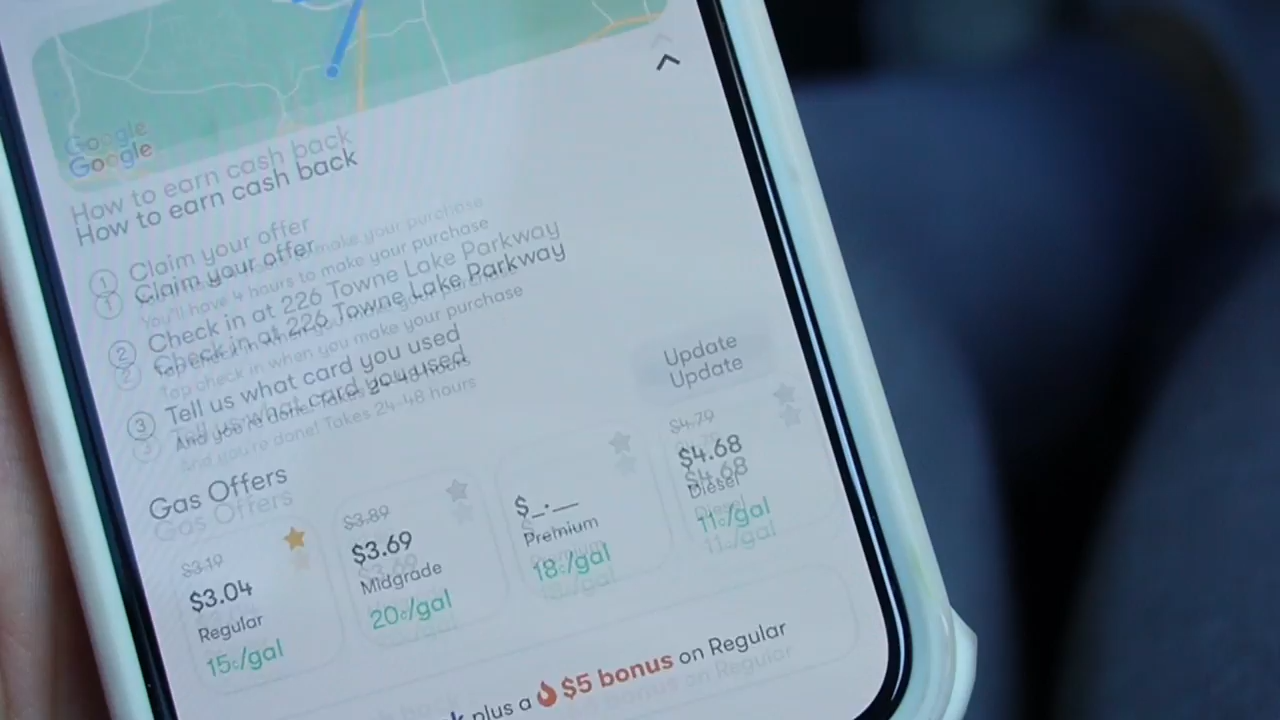 Google
How to earn cash back
1 Claim your offer
You'll have 4 hours to make your purchase
2 Check in at 226 Towne Lake Parkway
Tap check in when you make your purchase
3 Tell us what card you used
And you're done! Takes 24-48 hours
Update
Gas Offers
$3.19
$3.04
Regular
15¢/gal
$3.89
$3.69
Midgrade
20¢/gal
$_.__
Premium
18¢/gal
$4.79
$4.68
Diesel
11¢/gal
plus a $5 bonus on Regular